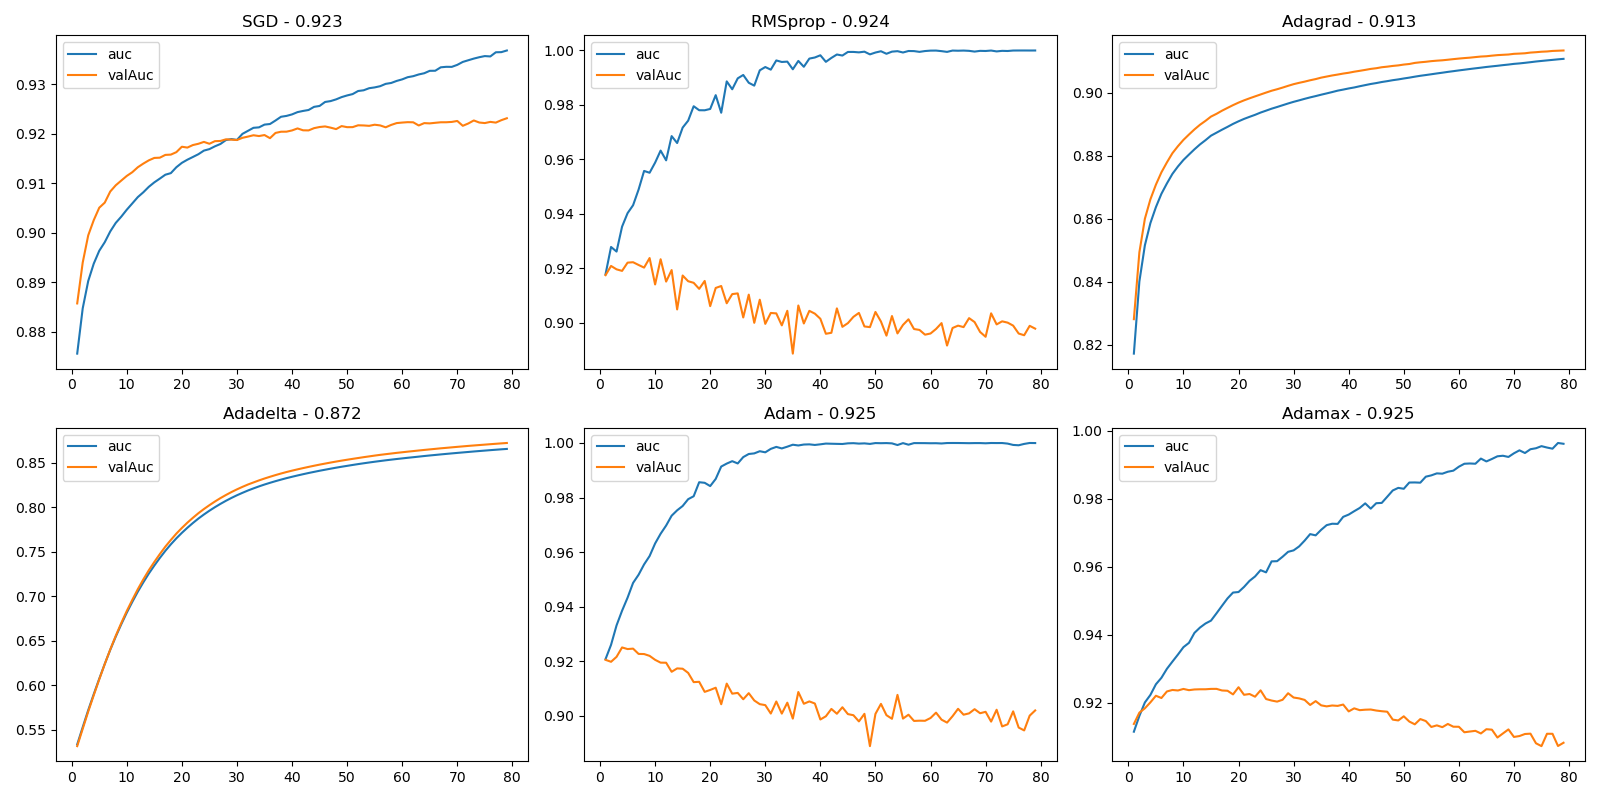 SGD - 0.923
auc
valAuc
0.93
0.92
0.91
0.90
0.89
0.88
0 10 20 30 40 50 60 70 80
RMSprop - 0.924
auc
valAuc
1.00
0.98
0.96
0.94
0.92
0.90
0 10 20 30 40 50 60 70 80
Adagrad - 0.913
auc
valAuc
0.90
0.88
0.86
0.84
0.82
0 10 20 30 40 50 60 70 80
Adadelta - 0.872
auc
valAuc
0.85
0.80
0.75
0.70
0.65
0.60
0.55
0 10 20 30 40 50 60 70 80
Adam - 0.925
auc
valAuc
1.00
0.98
0.96
0.94
0.92
0.90
0 10 20 30 40 50 60 70 80
Adamax - 0.925
auc
valAuc
1.00
0.98
0.96
0.94
0.92
0 10 20 30 40 50 60 70 80